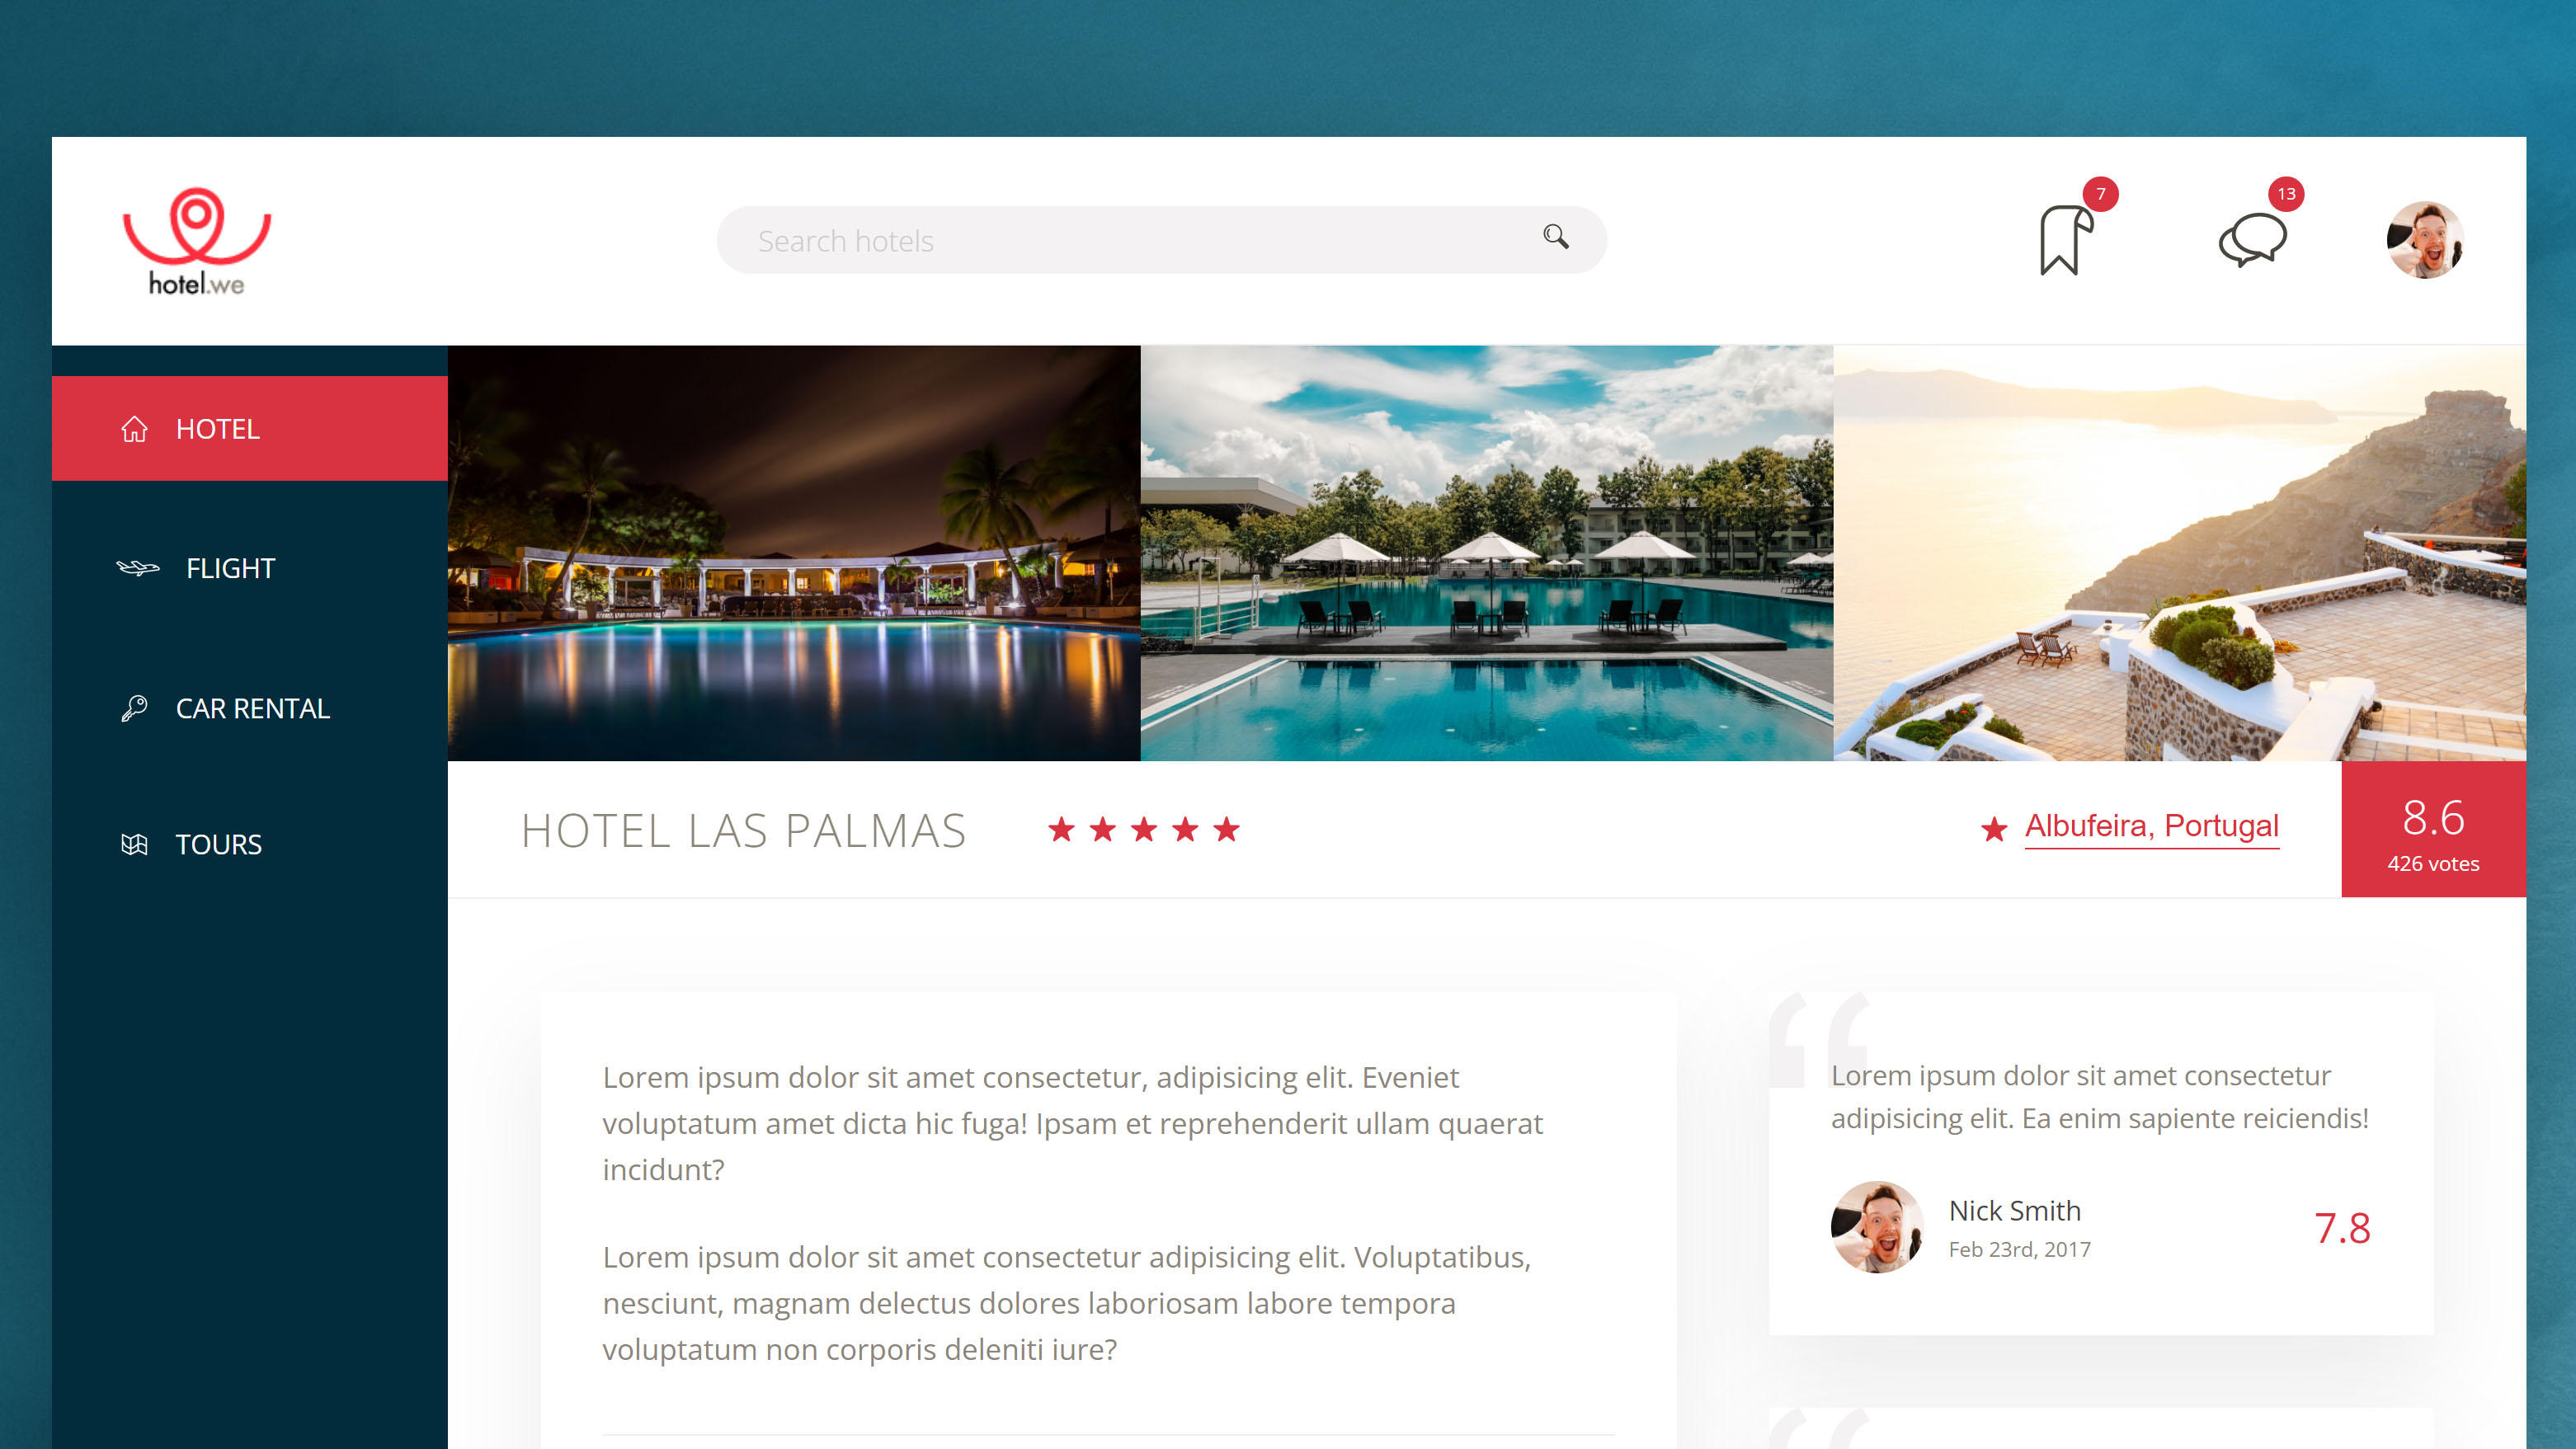 hotel.we
Search hotels
7
13
HOTEL
FLIGHT
CAR RENTAL
TOURS
HOTEL LAS PALMAS
Albufeira, Portugal
8.6
426 votes
Lorem ipsum dolor sit amet consectetur, adipisicing elit. Eveniet
voluptatum amet dicta hic fuga! Ipsam et reprehenderit ullam quaerat
incidunt?
Lorem ipsum dolor sit amet consectetur adipisicing elit. Voluptatibus,
nesciunt, magnam delectus dolores laboriosam labore tempora
voluptatum non corporis deleniti iure?
“
Lorem ipsum dolor sit amet consectetur
adipisicing elit. Ea enim sapiente reiciendis!
Nick Smith
Feb 23rd, 2017
7.8
“